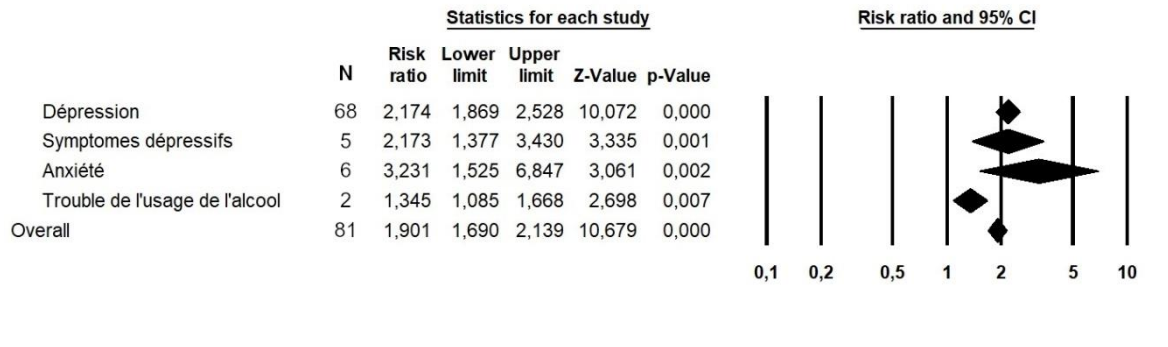 Statistics for each study Risk ratio and 95% CI
N Risk ratio Lower limit Upper limit Z-Value p-Value
Dépression 68 2,174 1,869 2,528 10,072 0,000
Symptomes dépressifs 5 2,173 1,377 3,430 3,335 0,001
Anxiété 6 3,231 1,525 6,847 3,061 0,002
Trouble de l'usage de l'alcool 2 1,345 1,085 1,668 2,698 0,007
Overall 81 1,901 1,690 2,139 10,679 0,000
0,1 0,2 0,5 1 2 5 10